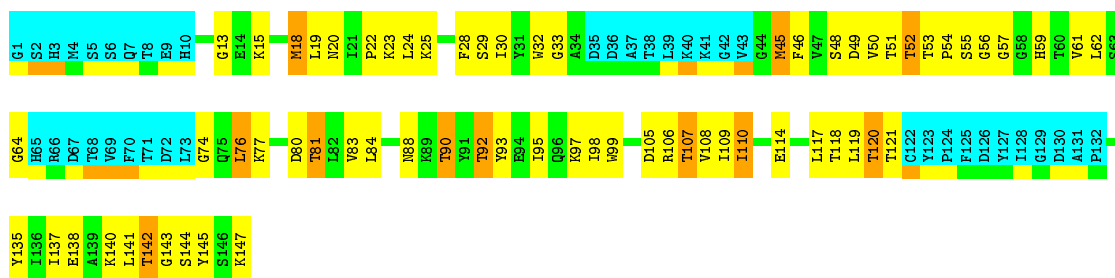 G1 S2 H3 M4 S5 S6 Q7 T8 E9 H10 G13 E14 K15 M18 L19 N20 I21 P22 K23 L24 K25 F28 S29 I30 Y31 W32 G33 A34 D35 D36 A37 T38 L39 K40 K41 G42 V43 G44 M45 F46 V47 S48 D49 V50 T51 T52 T53 P54 S55 G56 G57 G58 H59 T60 V61 L62 S63
G64 H65 R66 D67 T68 V69 F70 T71 D72 L73 G74 Q75 L76 K77 D80 T81 L82 V83 L84 N88 K89 T90 Y91 T92 Y93 E94 I95 Q96 K97 I98 W99 D105 R106 T107 V108 I109 I110 E114 L117 T118 L119 T120 T121 C122 Y123 P124 F125 D126 Y127 I128 G129 D130 A131 P132
Y135 I136 I137 E138 A139 K140 L141 T142 G143 S144 Y145 S146 K147